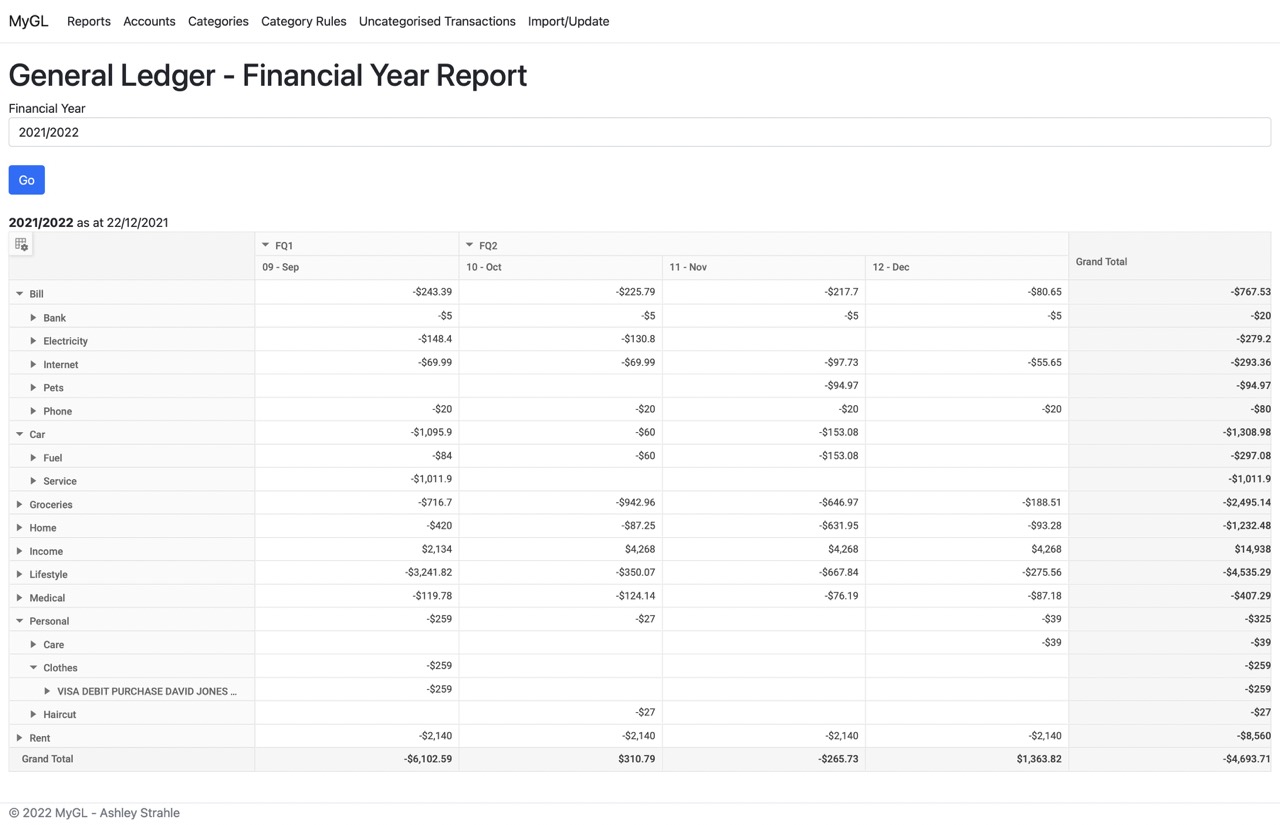 MyGL Reports Accounts Categories Category Rules Uncategorised Transactions Import/Update
General Ledger - Financial Year Report
Financial Year
2021/2022
Go
2021/2022 as at 22/12/2021
FQ1 FQ2 Grand Total
09 - Sep 10 - Oct 11 - Nov 12 - Dec
Bill -$243.39 -$225.79 -$217.7 -$80.65 -$767.53
Bank -$5 -$5 -$5 -$5 -$20
Electricity -$148.4 -$130.8 -$279.2
Internet -$69.99 -$69.99 -$97.73 -$55.65 -$293.36
Pets -$94.97 -$94.97
Phone -$20 -$20 -$20 -$20 -$80
Car -$1,095.9 -$60 -$153.08 -$1,308.98
Fuel -$84 -$60 -$153.08 -$297.08
Service -$1,011.9 -$1,011.9
Groceries -$716.7 -$942.96 -$646.97 -$188.51 -$2,495.14
Home -$420 -$87.25 -$631.95 -$93.28 -$1,232.48
Income $2,134 $4,268 $4,268 $4,268 $14,938
Lifestyle -$3,241.82 -$350.07 -$667.84 -$275.56 -$4,535.29
Medical -$119.78 -$124.14 -$76.19 -$87.18 -$407.29
Personal -$259 -$27 -$39 -$325
Care -$39 -$39
Clothes -$259 -$259
VISA DEBIT PURCHASE DAVID JONES ... -$259 -$259
Haircut -$27 -$27
Rent -$2,140 -$2,140 -$2,140 -$2,140 -$8,560
Grand Total -$6,102.59 $310.79 -$265.73 $1,363.82 -$4,693.71
© 2022 MyGL - Ashley Strahle